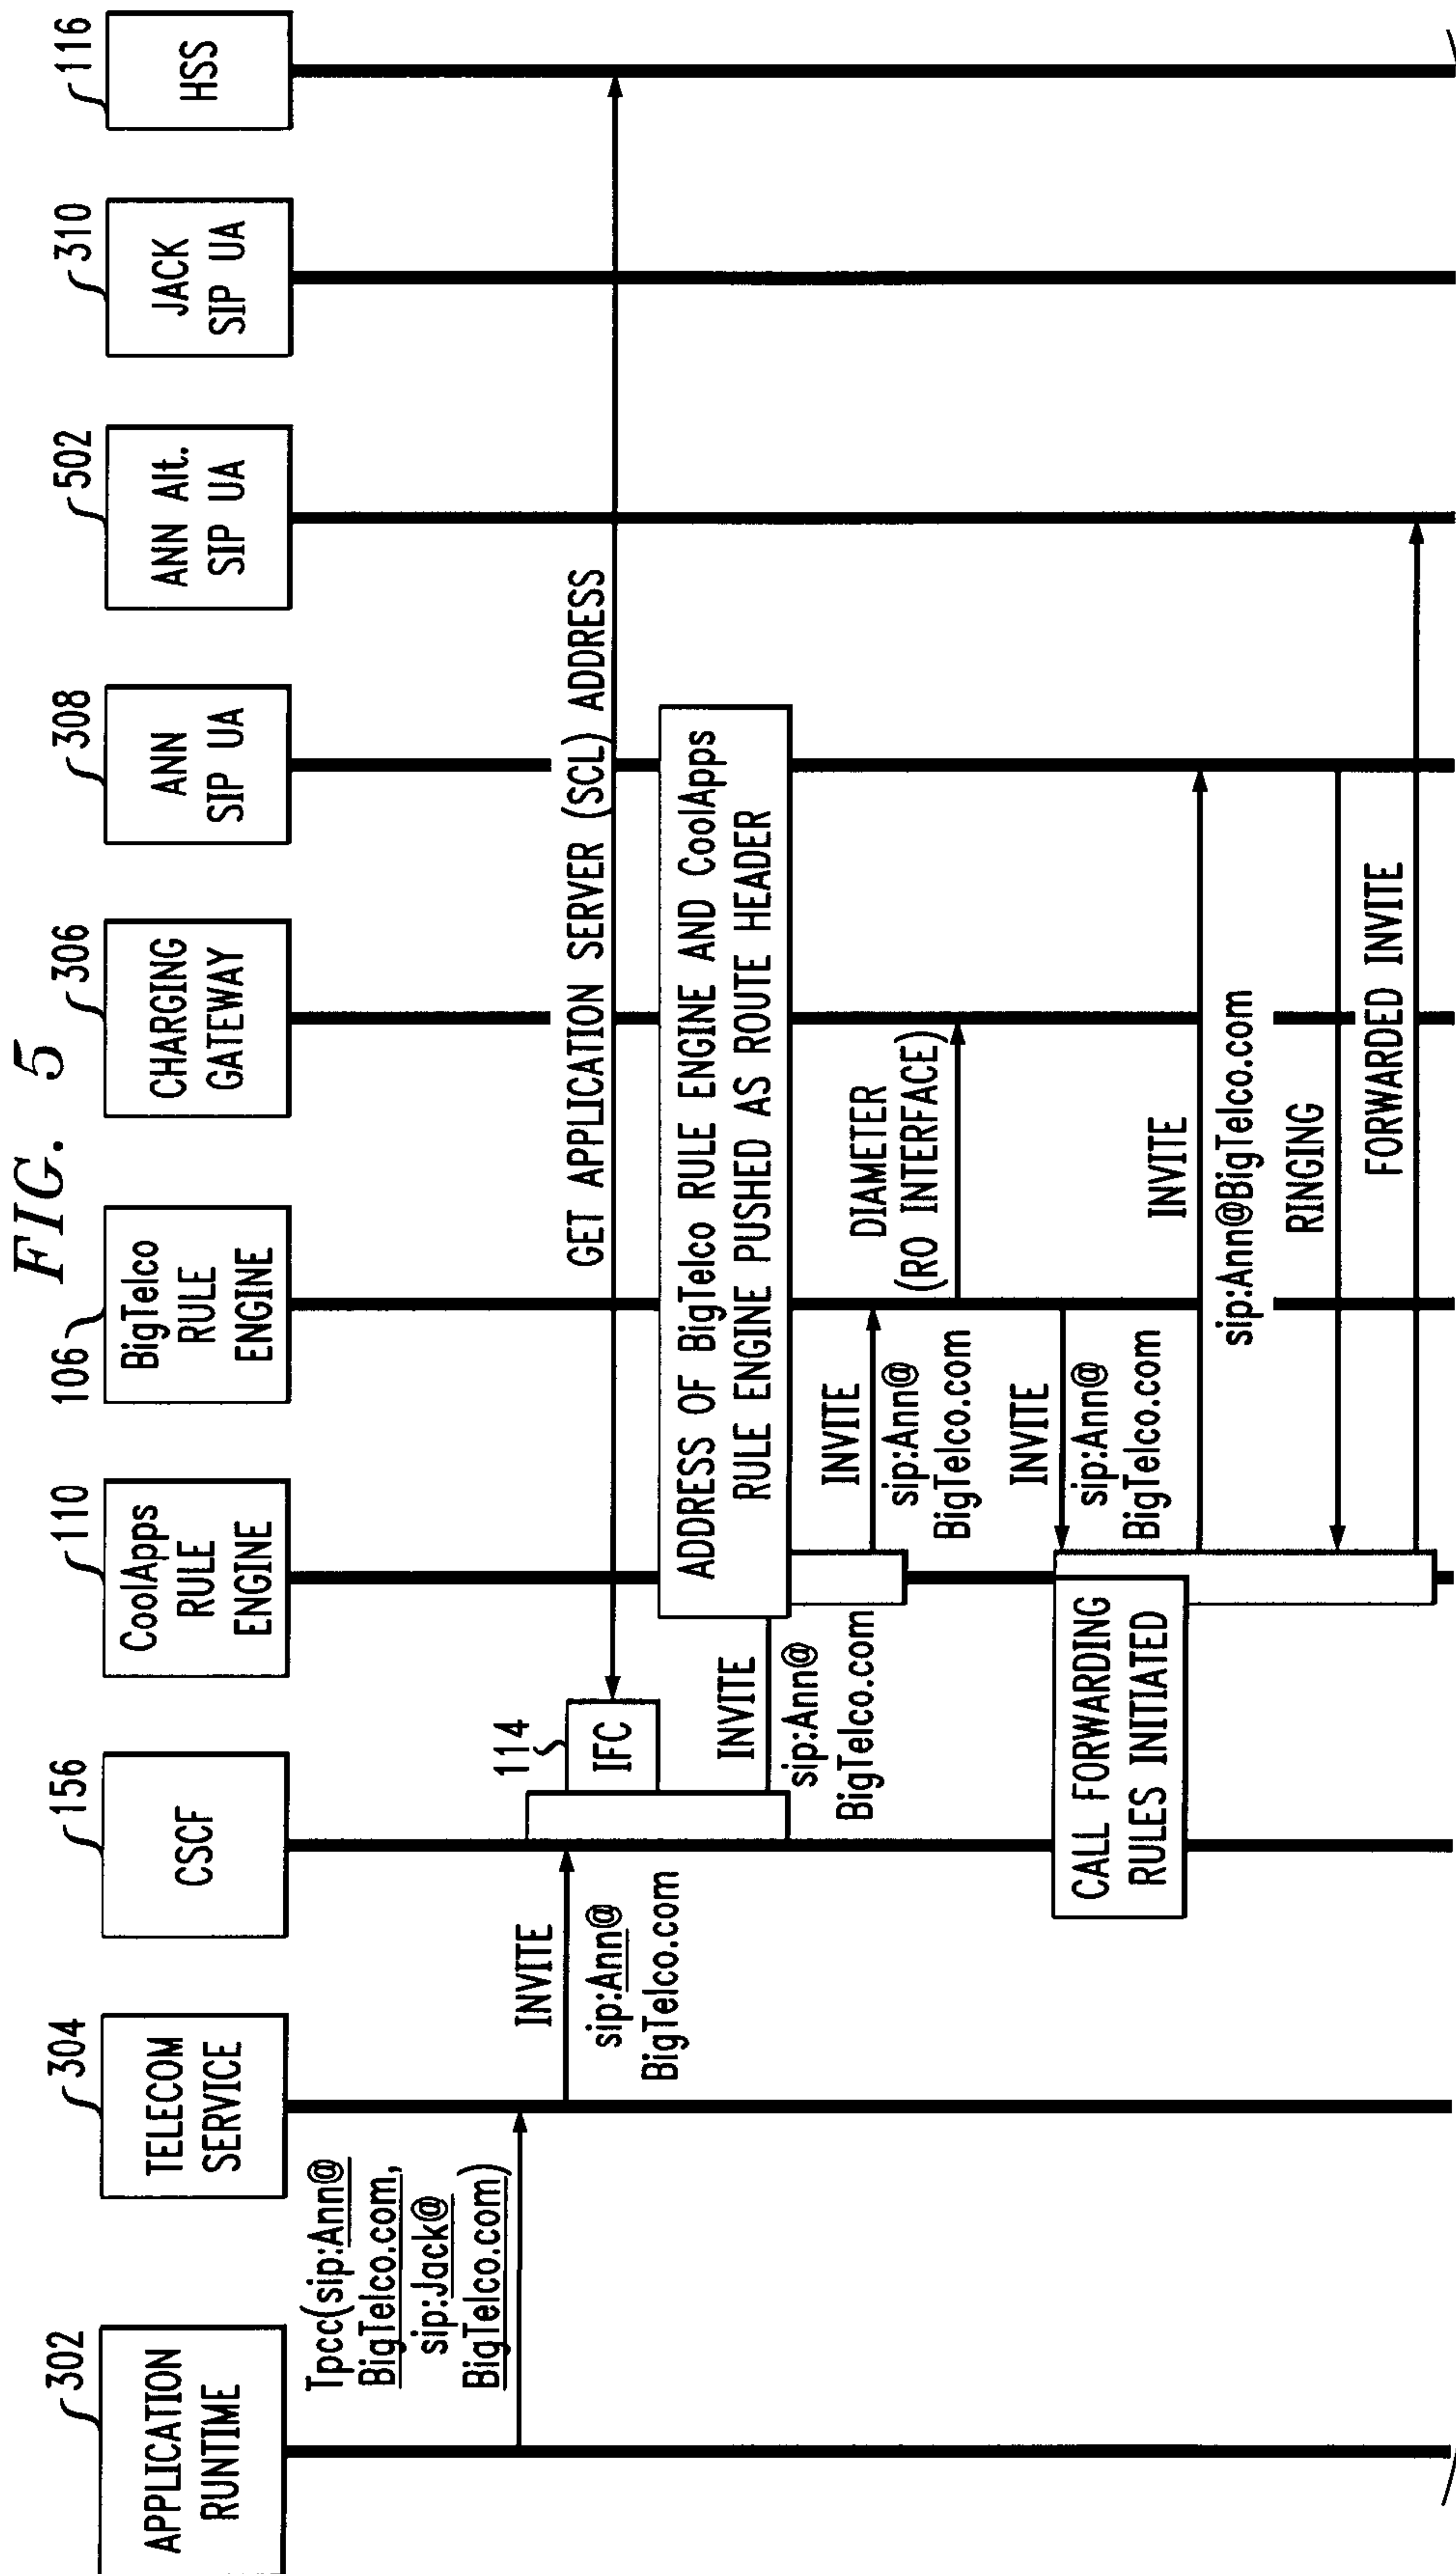 FIG. 5
302
APPLICATION
RUNTIME
304
TELECOM
SERVICE
156
CSCF
110
CoolApps
RULE
ENGINE
106
BigTelco
RULE
ENGINE
306
CHARGING
GATEWAY
308
ANN
SIP UA
502
ANN Alt.
SIP UA
310
JACK
SIP UA
116
HSS
Tpcc(sip:Ann@
BigTelco.com,
sip:Jack@
BigTelco.com)
INVITE
sip:Ann@
BigTelco.com
114
IFC
GET APPLICATION SERVER (SCL) ADDRESS
INVITE
sip:Ann@
BigTelco.com
ADDRESS OF BigTelco RULE ENGINE AND CoolApps
RULE ENGINE PUSHED AS ROUTE HEADER
INVITE
sip:Ann@
BigTelco.com
DIAMETER
(RO INTERFACE)
INVITE
sip:Ann@
BigTelco.com
CALL FORWARDING
RULES INITIATED
INVITE
sip:Ann@BigTelco.com
RINGING
FORWARDED INVITE